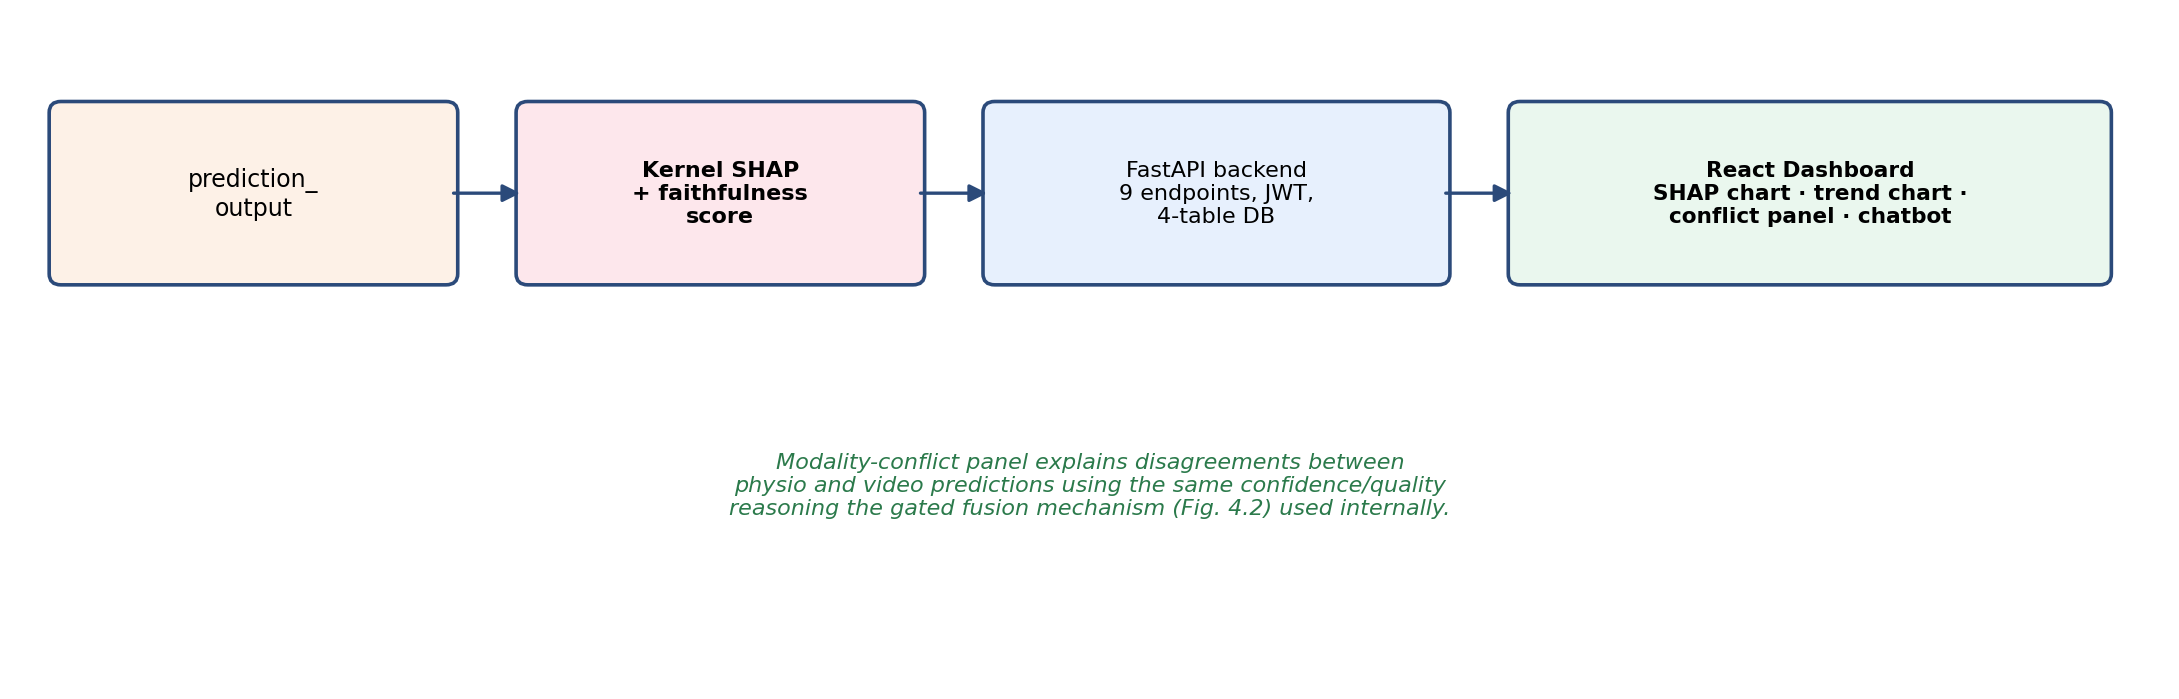 prediction_
output
Kernel SHAP
+ faithfulness
score
FastAPI backend
9 endpoints, JWT,
4-table DB
React Dashboard
SHAP chart · trend chart ·
conflict panel · chatbot
Modality-conflict panel explains disagreements between
physio and video predictions using the same confidence/quality
reasoning the gated fusion mechanism (Fig. 4.2) used internally.